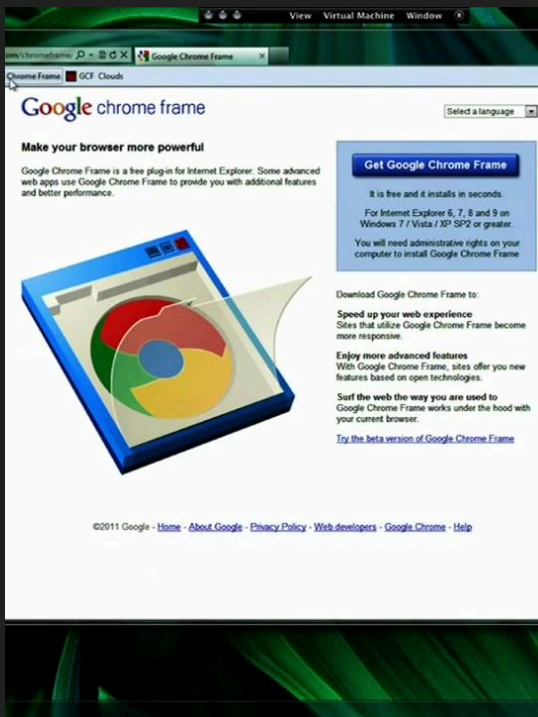 View Virtual Machine Window
om/chromeframe/
Google Chrome Frame
Chrome Frame GCF Clouds
Google chrome frame
Select a language
Make your browser more powerful
Google Chrome Frame is a free plug-in for Internet Explorer. Some advanced
web apps use Google Chrome Frame to provide you with additional features
and better performance.
Get Google Chrome Frame
It is free and it installs in seconds.
For Internet Explorer 6, 7, 8 and 9 on
Windows 7 / Vista / XP SP2 or greater.
You will need administrative rights on your
computer to install Google Chrome Frame
Download Google Chrome Frame to:
Speed up your web experience
Sites that utilize Google Chrome Frame become
more responsive.
Enjoy more advanced features
With Google Chrome Frame, sites offer you new
features based on open technologies.
Surf the web the way you are used to
Google Chrome Frame works under the hood with
your current browser.
Try the beta version of Google Chrome Frame
©2011 Google - Home - About Google - Privacy Policy - Web developers - Google Chrome - Help